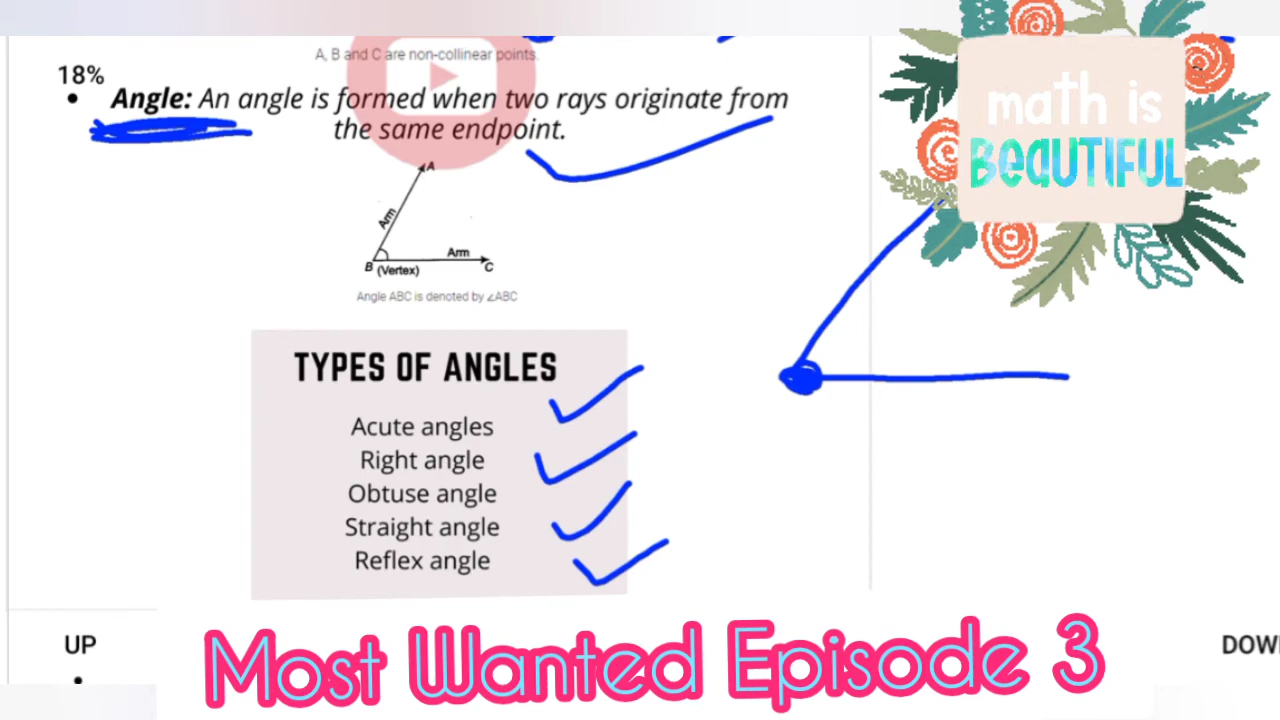 A, B and C are non-collinear points.
18%
• Angle: An angle is formed when two rays originate from
the same endpoint.
A
Arm
Arm
B (Vertex) C
Angle ABC is denoted by ∠ABC
TYPES OF ANGLES
Acute angles
Right angle
Obtuse angle
Straight angle
Reflex angle
math is
BEAUTIFUL
UP
DOW
Most Wanted Episode 3